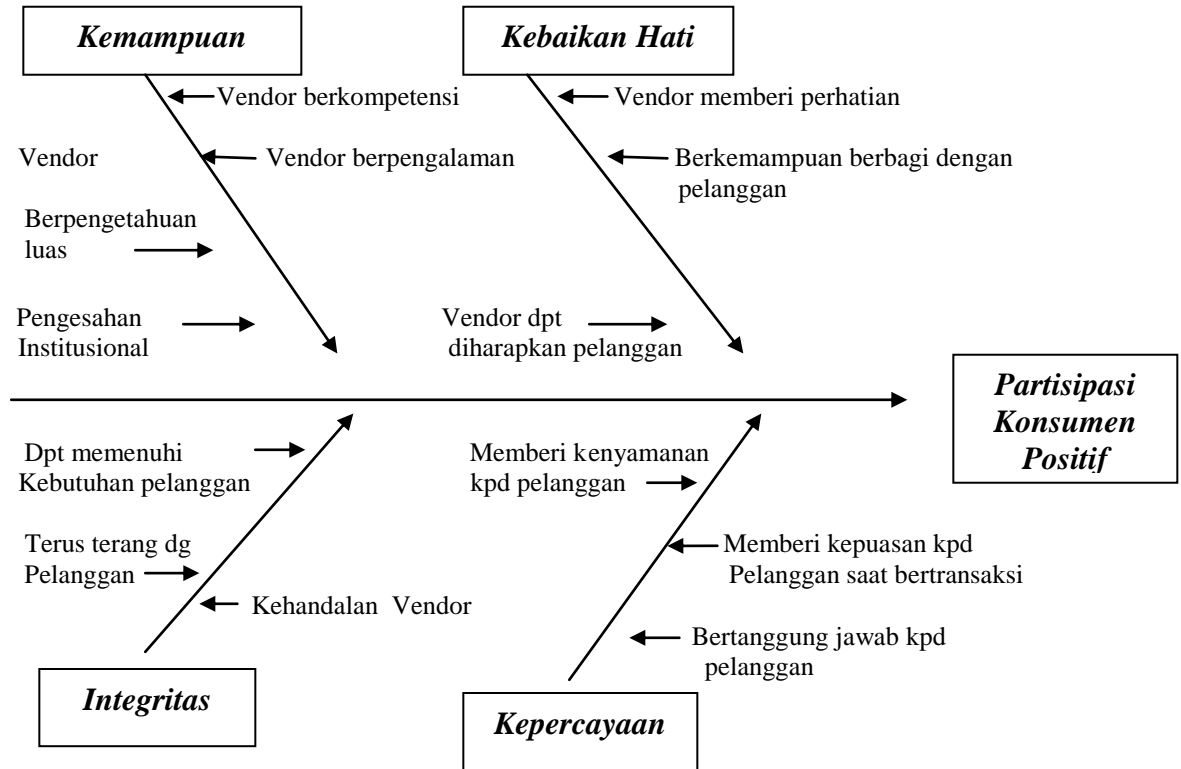 Kemampuan
Kebaikan Hati
Vendor berkompetensi
Vendor memberi perhatian
Vendor
Vendor berpengalaman
Berkemampuan berbagi dengan
pelanggan
Berpengetahuan
luas
Pengesahan
Institusional
Vendor dpt
diharapkan pelanggan
Partisipasi
Konsumen
Positif
Dpt memenuhi
Kebutuhan pelanggan
Memberi kenyamanan
kpd pelanggan
Terus terang dg
Pelanggan
Memberi kepuasan kpd
Pelanggan saat bertransaksi
Kehandalan Vendor
Bertanggung jawab kpd
pelanggan
Integritas
Kepercayaan